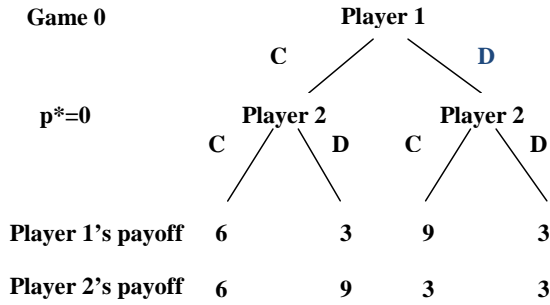 Game 0 Player 1
C D
p*=0 Player 2 Player 2
C D C D
Player 1's payoff 6 3 9 3
Player 2's payoff 6 9 3 3